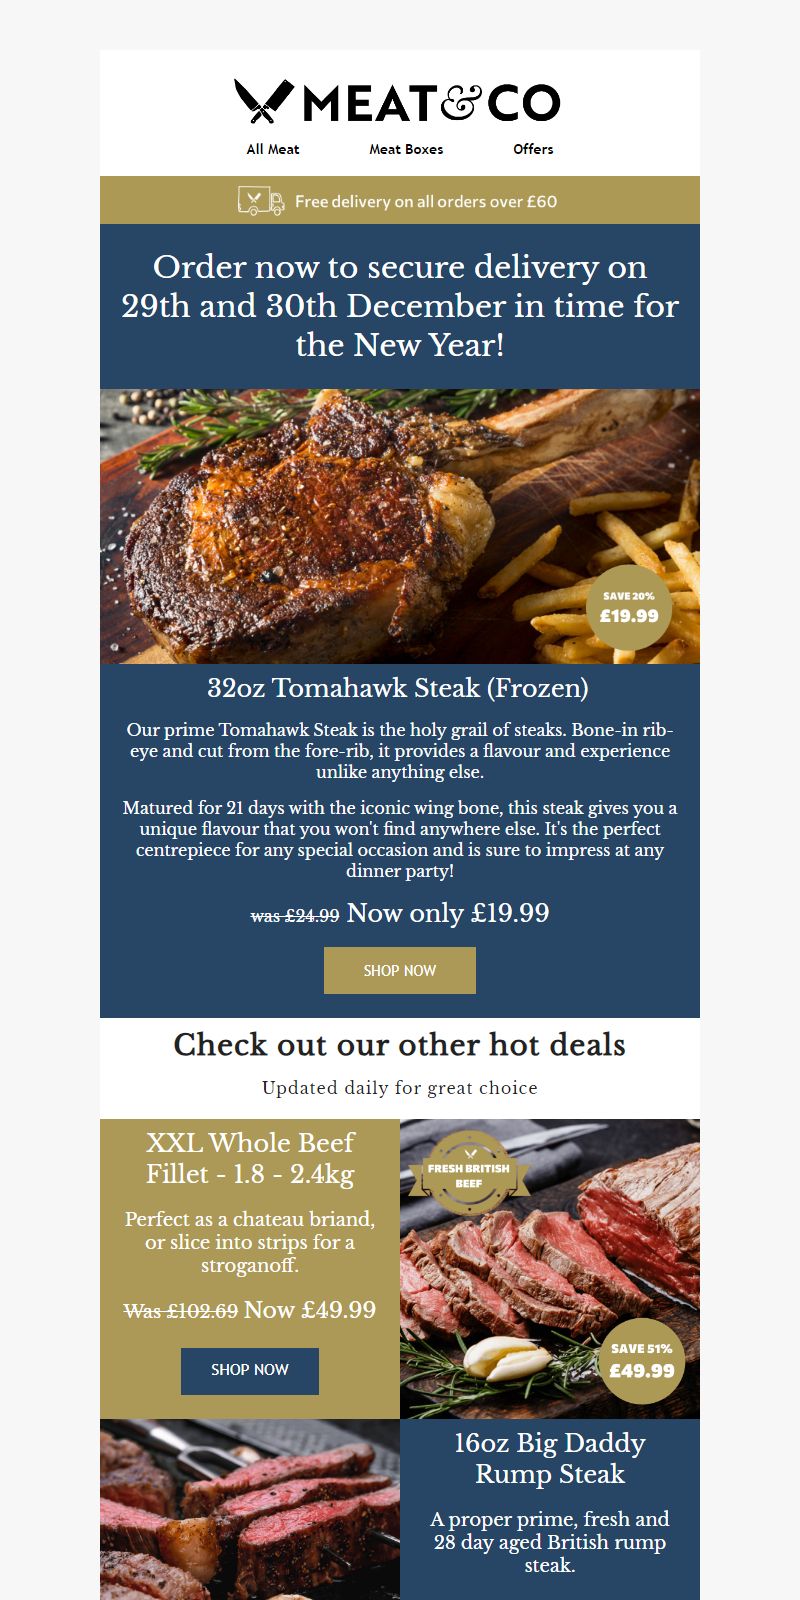 MEAT&CO
All Meat Meat Boxes Offers
Free delivery on all orders over £60
Order now to secure delivery on
29th and 30th December in time for
the New Year!
SAVE 20%
£19.99
32oz Tomahawk Steak (Frozen)
Our prime Tomahawk Steak is the holy grail of steaks. Bone-in rib-
eye and cut from the fore-rib, it provides a flavour and experience
unlike anything else.
Matured for 21 days with the iconic wing bone, this steak gives you a
unique flavour that you won't find anywhere else. It's the perfect
centrepiece for any special occasion and is sure to impress at any
dinner party!
was £24.99 Now only £19.99
SHOP NOW
Check out our other hot deals
Updated daily for great choice
XXL Whole Beef
Fillet - 1.8 - 2.4kg
Perfect as a chateau briand,
or slice into strips for a
stroganoff.
Was £102.69 Now £49.99
SHOP NOW
FRESH BRITISH
BEEF
SAVE 51%
£49.99
16oz Big Daddy
Rump Steak
A proper prime, fresh and
28 day aged British rump
steak.